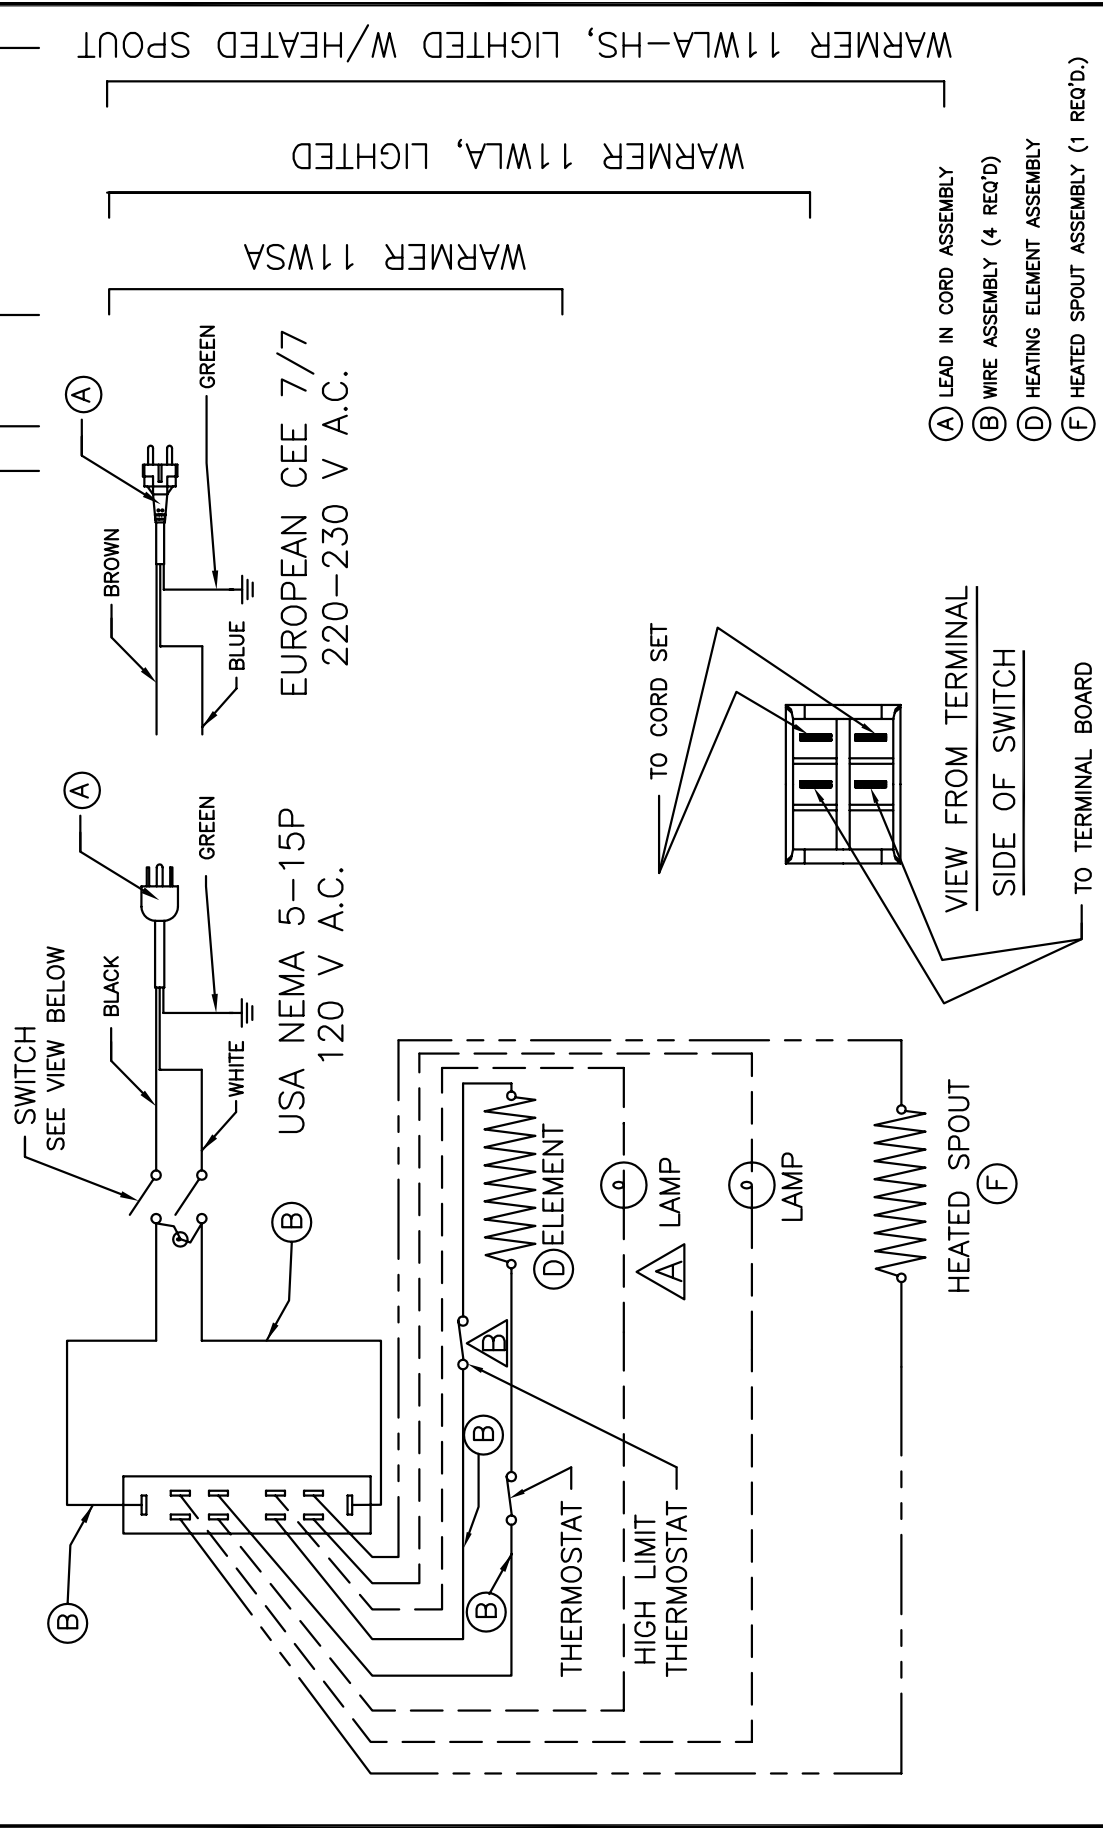 SWITCH
SEE VIEW BELOW
BLACK
A
GREEN
WHITE
USA NEMA 5-15P
120 V A.C.
BROWN
A
GREEN
BLUE
EUROPEAN CEE 7/7
220-230 V A.C.
WARMER 11WSA
WARMER 11WLA, LIGHTED
WARMER 11WLA-HS, LIGHTED W/HEATED SPOUT
B
B
B
B
THERMOSTAT
HIGH LIMIT
THERMOSTAT
B
D ELEMENT
A
LAMP
LAMP
HEATED SPOUT
F
TO CORD SET
VIEW FROM TERMINAL
SIDE OF SWITCH
TO TERMINAL BOARD
A LEAD IN CORD ASSEMBLY
B WIRE ASSEMBLY (4 REQ'D)
D HEATING ELEMENT ASSEMBLY
F HEATED SPOUT ASSEMBLY (1 REQ'D.)